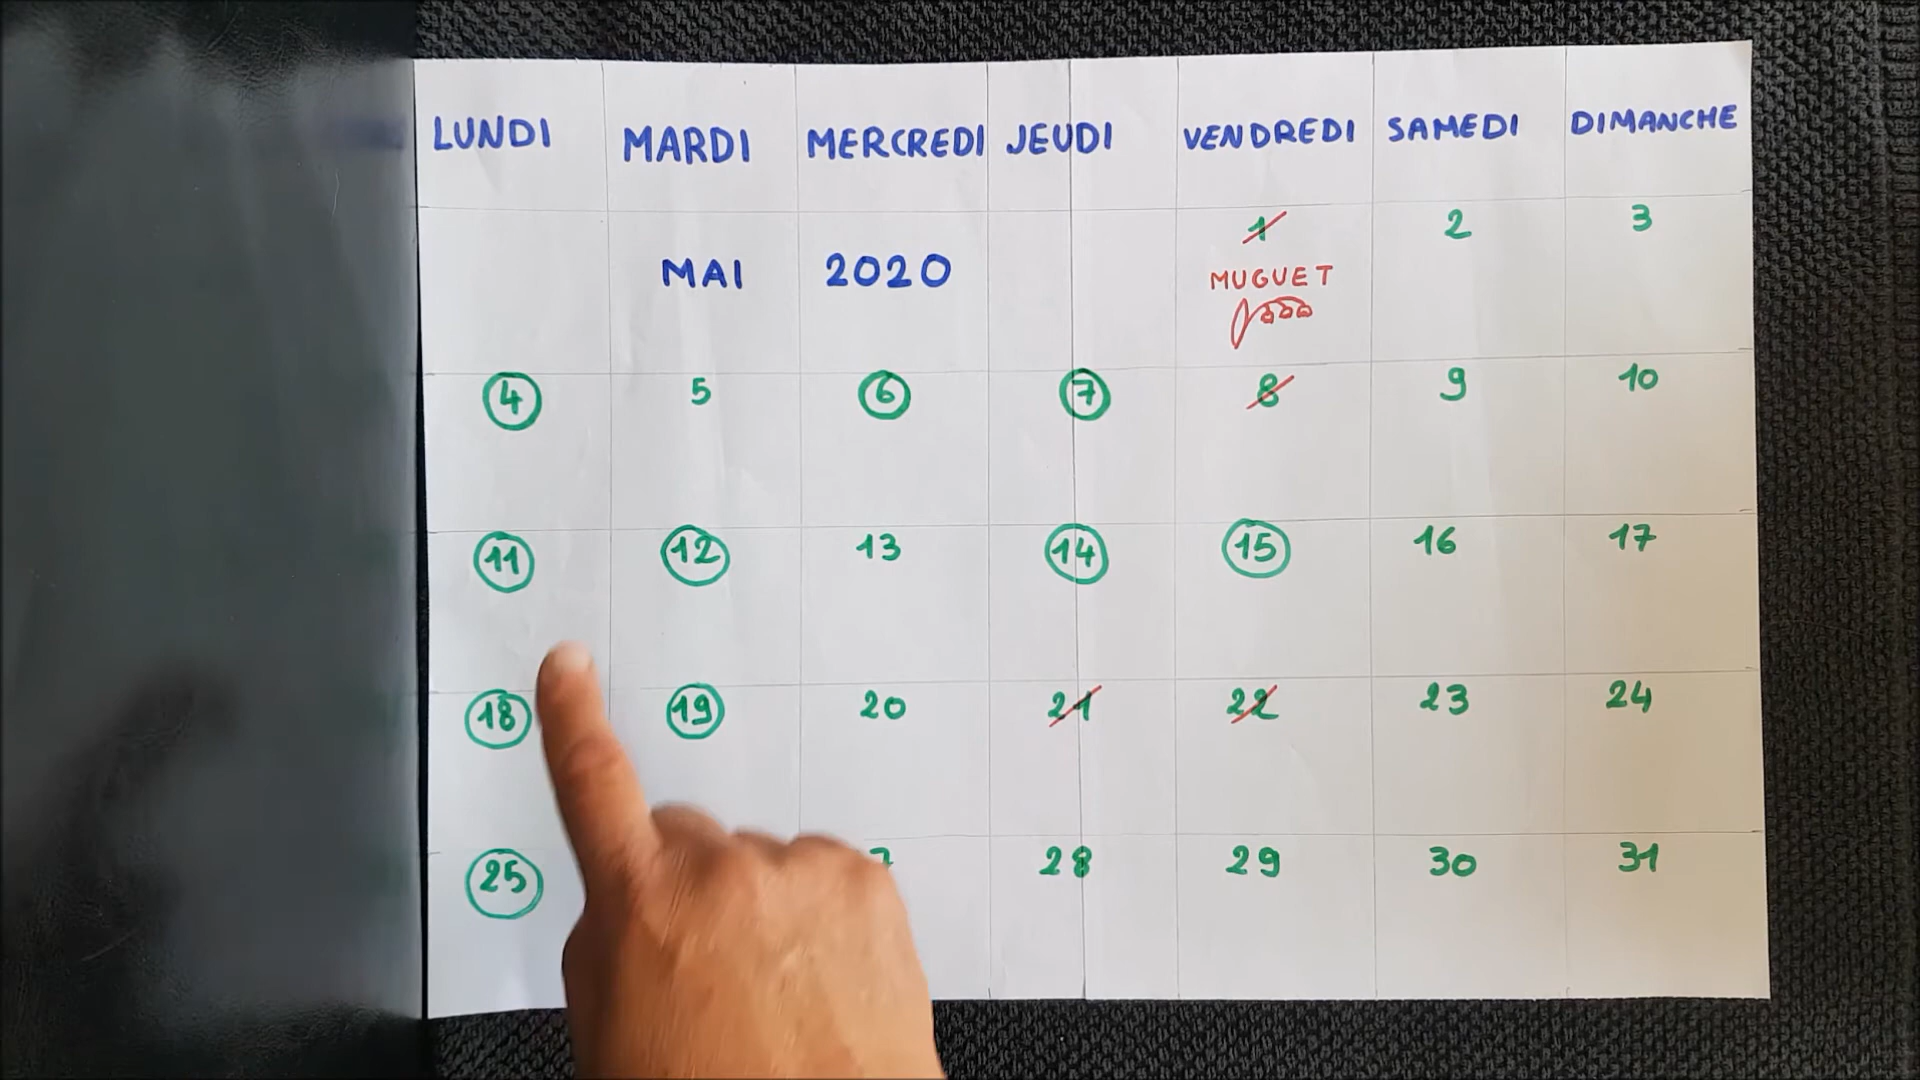 LUNDI MARDI MERCREDI JEUDI VENDREDI SAMEDI DIMANCHE
MAI 2020 1 2 3
MUGUET
4 5 6 7 8 9 10
11 12 13 14 15 16 17
18 19 20 21 22 23 24
25 28 29 30 31